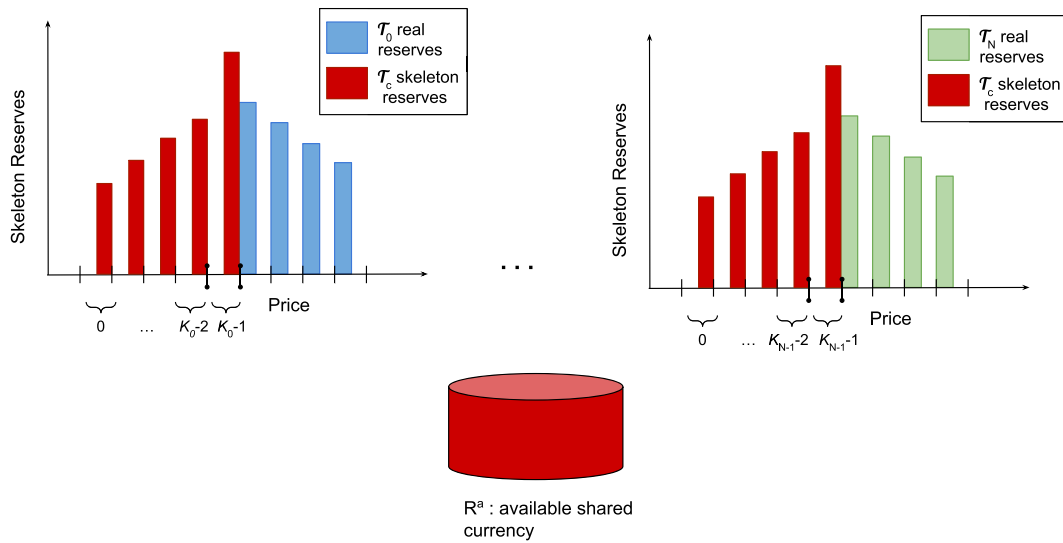 Skeleton Reserves
𝓣0 real
reserves
𝓣c skeleton
reserves
0
...
K0-2
K0-1
Price
...
Skeleton Reserves
𝓣N real
reserves
𝓣c skeleton
reserves
0
...
KN-1-2
KN-1-1
Price
Rᵃ : available shared
currency